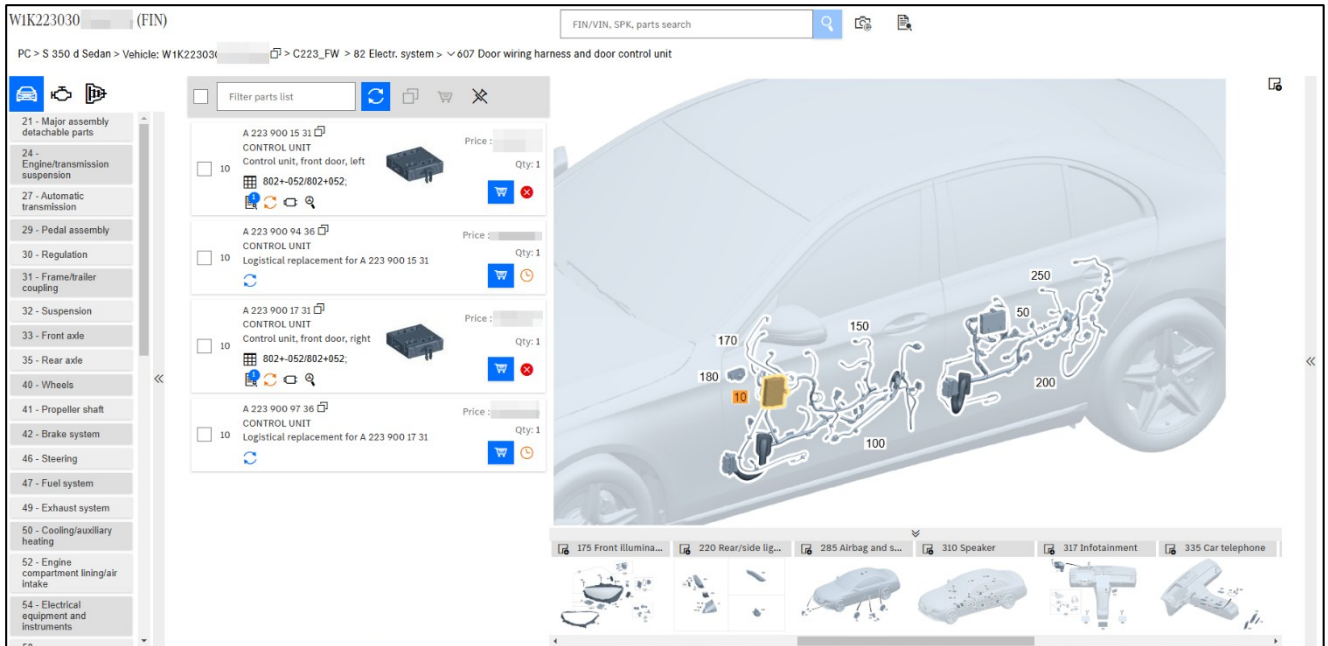 W1K223030 (FIN)
FIN/VIN, SPK, parts search
PC > S 350 d Sedan > Vehicle: W1K22303( > C223_FW > 82 Electr. system > 607 Door wiring harness and door control unit
21 - Major assembly
detachable parts
24 -
Engine/transmission
suspension
27 - Automatic
transmission
29 - Pedal assembly
30 - Regulation
31 - Frame/trailer
coupling
32 - Suspension
33 - Front axle
35 - Rear axle
40 - Wheels
41 - Propeller shaft
42 - Brake system
46 - Steering
47 - Fuel system
49 - Exhaust system
50 - Cooling/auxiliary
heating
52 - Engine
compartment lining/air
intake
54 - Electrical
equipment and
instruments
Filter parts list
A 223 900 15 31
CONTROL UNIT
Control unit, front door, left
10
802+-052/802+052;
1
Price :
Qty: 1
A 223 900 94 36
CONTROL UNIT
10 Logistical replacement for A 223 900 15 31
Price :
Qty: 1
A 223 900 17 31
CONTROL UNIT
Control unit, front door, right
10
802+-052/802+052;
1
Price :
Qty: 1
A 223 900 97 36
CONTROL UNIT
10 Logistical replacement for A 223 900 17 31
Price :
Qty: 1
250
50
150
170
180
10
200
100
175 Front illumina...
220 Rear/side lig...
285 Airbag and s...
310 Speaker
317 Infotainment
335 Car telephone